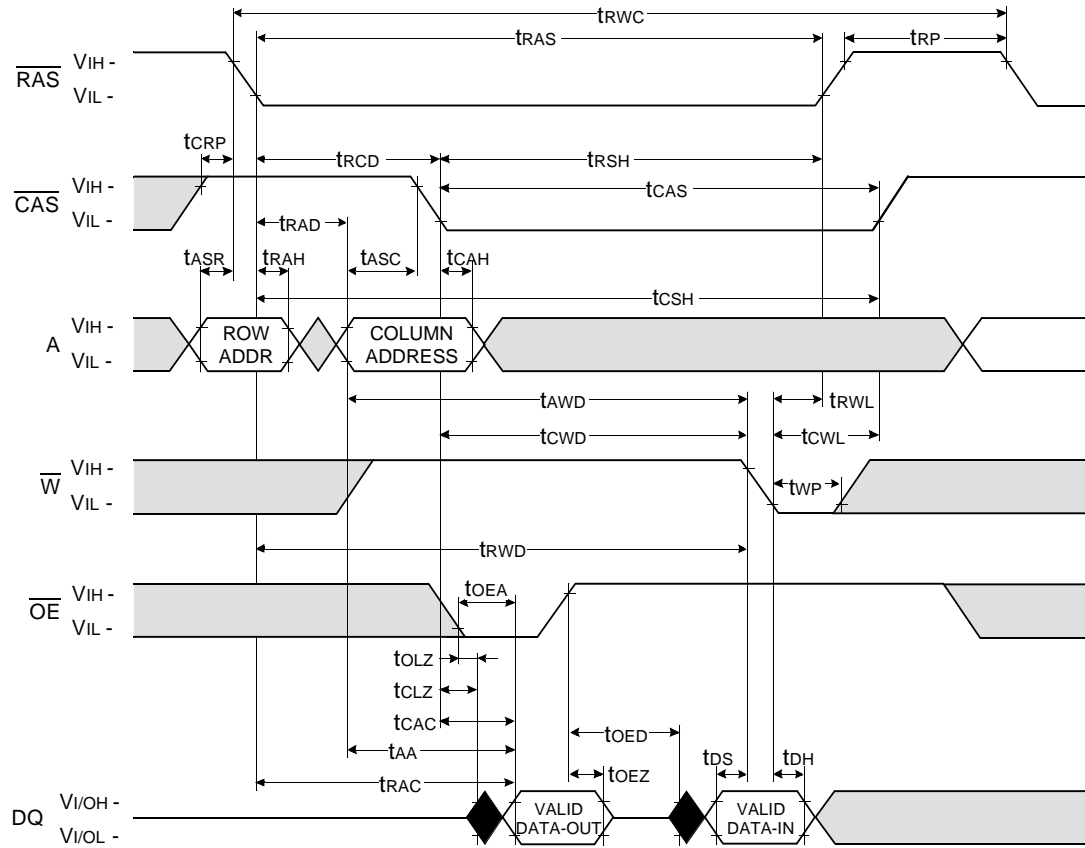 tRWC
tRAS
tRP
RAS
VIH -
VIL -
tCRP
tRCD
tRSH
CAS
VIH -
VIL -
tCAS
tRAD
tASR
tRAH
tASC
tCAH
tCSH
A
VIH -
VIL -
ROW
ADDR
COLUMN
ADDRESS
tAWD
tRWL
tCWD
tCWL
W
VIH -
VIL -
tWP
tRWD
OE
VIH -
VIL -
tOEA
tOLZ
tCLZ
tCAC
tOED
tAA
tDS
tDH
tOEZ
tRAC
DQ
VI/OH -
VI/OL -
VALID
DATA-OUT
VALID
DATA-IN